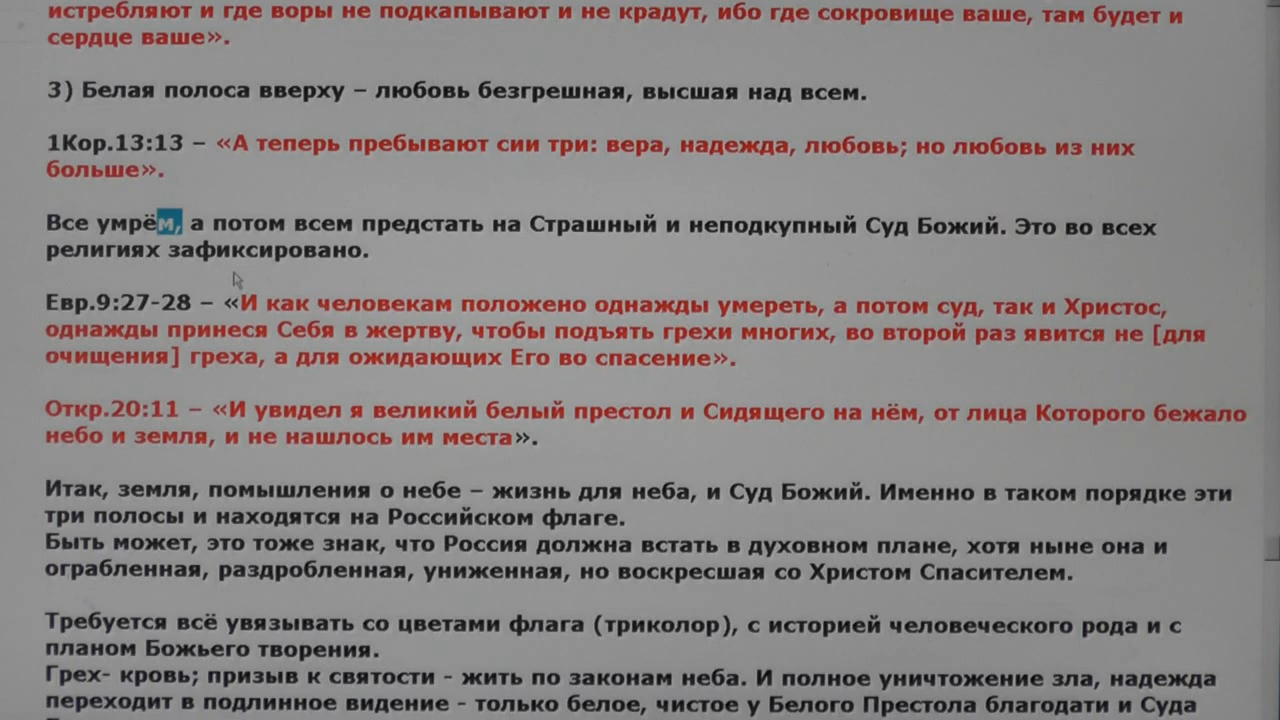 истребляют и где воры не подкапывают и не крадут, ибо где сокровище ваше, там будет и
сердце ваше».
3) Белая полоса вверху – любовь безгрешная, высшая над всем.
1Кор.13:13 – «А теперь пребывают сии три: вера, надежда, любовь; но любовь из них
больше».
Все умрём, а потом всем предстать на Страшный и неподкупный Суд Божий. Это во всех
религиях зафиксировано.
Евр.9:27-28 – «И как человекам положено однажды умереть, а потом суд, так и Христос,
однажды принеся Себя в жертву, чтобы подъять грехи многих, во второй раз явится не [для
очищения] греха, а для ожидающих Его во спасение».
Откр.20:11 – «И увидел я великий белый престол и Сидящего на нём, от лица Которого бежало
небо и земля, и не нашлось им места».
Итак, земля, помышления о небе – жизнь для неба, и Суд Божий. Именно в таком порядке эти
три полосы и находятся на Российском флаге.
Быть может, это тоже знак, что Россия должна встать в духовном плане, хотя ныне она и
ограбленная, раздробленная, униженная, но воскресшая со Христом Спасителем.
Требуется всё увязывать со цветами флага (триколор), с историей человеческого рода и с
планом Божьего творения.
Грех- кровь; призыв к святости - жить по законам неба. И полное уничтожение зла, надежда
переходит в подлинное видение - только белое, чистое у Белого Престола благодати и Суда